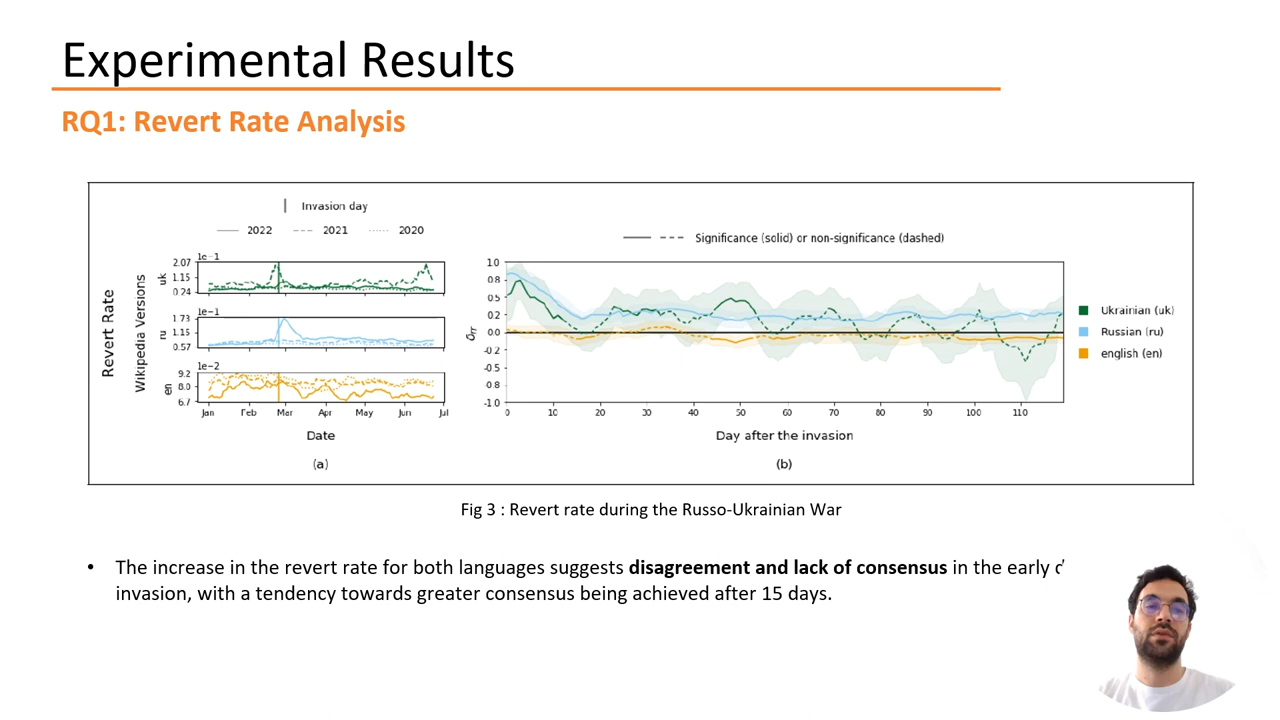 Experimental Results
RQ1: Revert Rate Analysis
Invasion day
2022 2021 2020
Revert Rate
Wikipedia Versions
uk
1e−1
2.07
1.15
0.24
ru
1e−1
1.73
1.15
0.57
en
1e−2
9.2
8.0
6.7
Jan Feb Mar Apr May Jun Jul
Date
(a)
Significance (solid) or non-significance (dashed)
δrr
1.0
0.8
0.5
0.2
0.0
-0.2
-0.5
-0.8
-1.0
0 10 20 30 40 50 60 70 80 90 100 110
Day after the invasion
(b)
Ukrainian (uk)
Russian (ru)
english (en)
Fig 3 : Revert rate during the Russo-Ukrainian War
• The increase in the revert rate for both languages suggests disagreement and lack of consensus in the early
invasion, with a tendency towards greater consensus being achieved after 15 days.